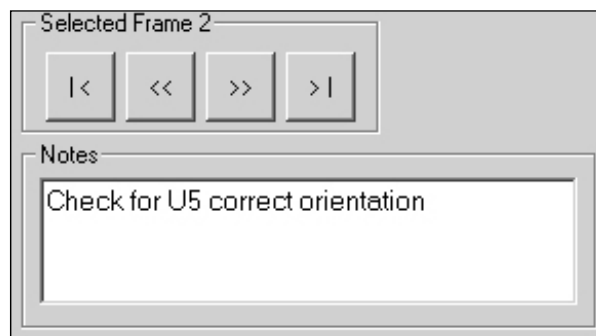 Selected Frame 2
|< << >> >|
Notes
Check for U5 correct orientation